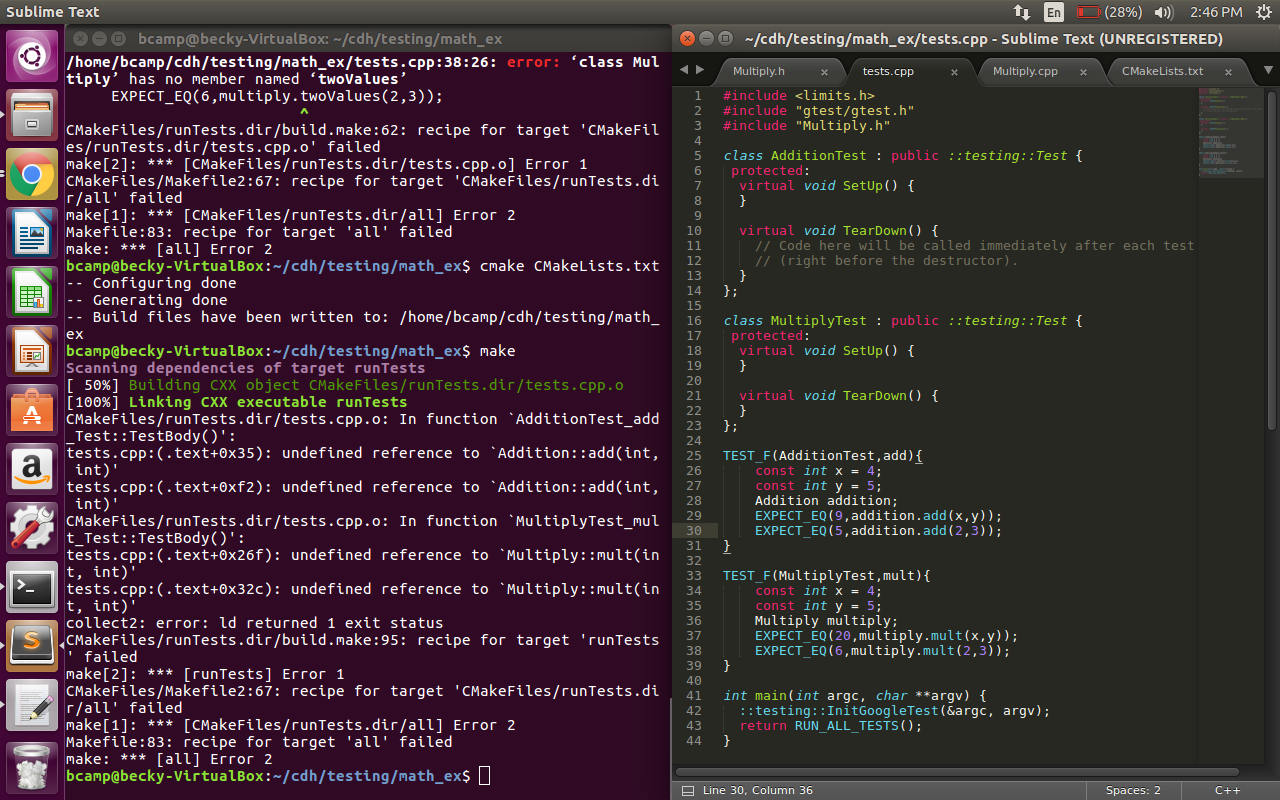 Sublime Text
En
(28%)
2:46 PM
bcamp@becky-VirtualBox: ~/cdh/testing/math_ex
/home/bcamp/cdh/testing/math_ex/tests.cpp:38:26: error: ‘class Mul
tiply’ has no member named ‘twoValues’
EXPECT_EQ(6,multiply.twoValues(2,3));
^
CMakeFiles/runTests.dir/build.make:62: recipe for target 'CMakeFil
es/runTests.dir/tests.cpp.o' failed
make[2]: *** [CMakeFiles/runTests.dir/tests.cpp.o] Error 1
CMakeFiles/Makefile2:67: recipe for target 'CMakeFiles/runTests.di
r/all' failed
make[1]: *** [CMakeFiles/runTests.dir/all] Error 2
Makefile:83: recipe for target 'all' failed
make: *** [all] Error 2
bcamp@becky-VirtualBox:~/cdh/testing/math_ex$ cmake CMakeLists.txt
-- Configuring done
-- Generating done
-- Build files have been written to: /home/bcamp/cdh/testing/math_
ex
bcamp@becky-VirtualBox:~/cdh/testing/math_ex$ make
Scanning dependencies of target runTests
[ 50%] Building CXX object CMakeFiles/runTests.dir/tests.cpp.o
[100%] Linking CXX executable runTests
CMakeFiles/runTests.dir/tests.cpp.o: In function `AdditionTest_add
_Test::TestBody()':
tests.cpp:(.text+0x35): undefined reference to `Addition::add(int,
int)'
tests.cpp:(.text+0xf2): undefined reference to `Addition::add(int,
int)'
CMakeFiles/runTests.dir/tests.cpp.o: In function `MultiplyTest_mul
t_Test::TestBody()':
tests.cpp:(.text+0x26f): undefined reference to `Multiply::mult(in
t, int)'
tests.cpp:(.text+0x32c): undefined reference to `Multiply::mult(in
t, int)'
collect2: error: ld returned 1 exit status
CMakeFiles/runTests.dir/build.make:95: recipe for target 'runTests
' failed
make[2]: *** [runTests] Error 1
CMakeFiles/Makefile2:67: recipe for target 'CMakeFiles/runTests.di
r/all' failed
make[1]: *** [CMakeFiles/runTests.dir/all] Error 2
Makefile:83: recipe for target 'all' failed
make: *** [all] Error 2
bcamp@becky-VirtualBox:~/cdh/testing/math_ex$
~/cdh/testing/math_ex/tests.cpp - Sublime Text (UNREGISTERED)
Multiply.h
tests.cpp
Multiply.cpp
CMakeLists.txt
1 #include <limits.h>
2 #include "gtest/gtest.h"
3 #include "Multiply.h"
4
5 class AdditionTest : public ::testing::Test {
6 protected:
7 virtual void SetUp() {
8 }
9
10 virtual void TearDown() {
11 // Code here will be called immediately after each test
12 // (right before the destructor).
13 }
14 };
15
16 class MultiplyTest : public ::testing::Test {
17 protected:
18 virtual void SetUp() {
19 }
20
21 virtual void TearDown() {
22 }
23 };
24
25 TEST_F(AdditionTest,add){
26 const int x = 4;
27 const int y = 5;
28 Addition addition;
29 EXPECT_EQ(9,addition.add(x,y));
30 EXPECT_EQ(5,addition.add(2,3));
31 }
32
33 TEST_F(MultiplyTest,mult){
34 const int x = 4;
35 const int y = 5;
36 Multiply multiply;
37 EXPECT_EQ(20,multiply.mult(x,y));
38 EXPECT_EQ(6,multiply.mult(2,3));
39 }
40
41 int main(int argc, char **argv) {
42 ::testing::InitGoogleTest(&argc, argv);
43 return RUN_ALL_TESTS();
44 }
Line 30, Column 36
Spaces: 2
C++